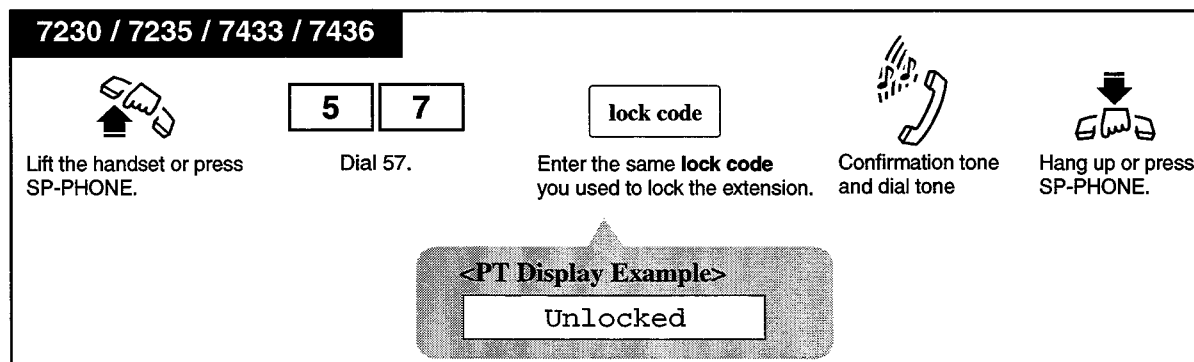 7230 / 7235 / 7433 / 7436
Lift the handset or press
SP-PHONE.
5 7
Dial 57.
lock code
Enter the same lock code
you used to lock the extension.
Confirmation tone
and dial tone
Hang up or press
SP-PHONE.
<PT Display Example>
Unlocked